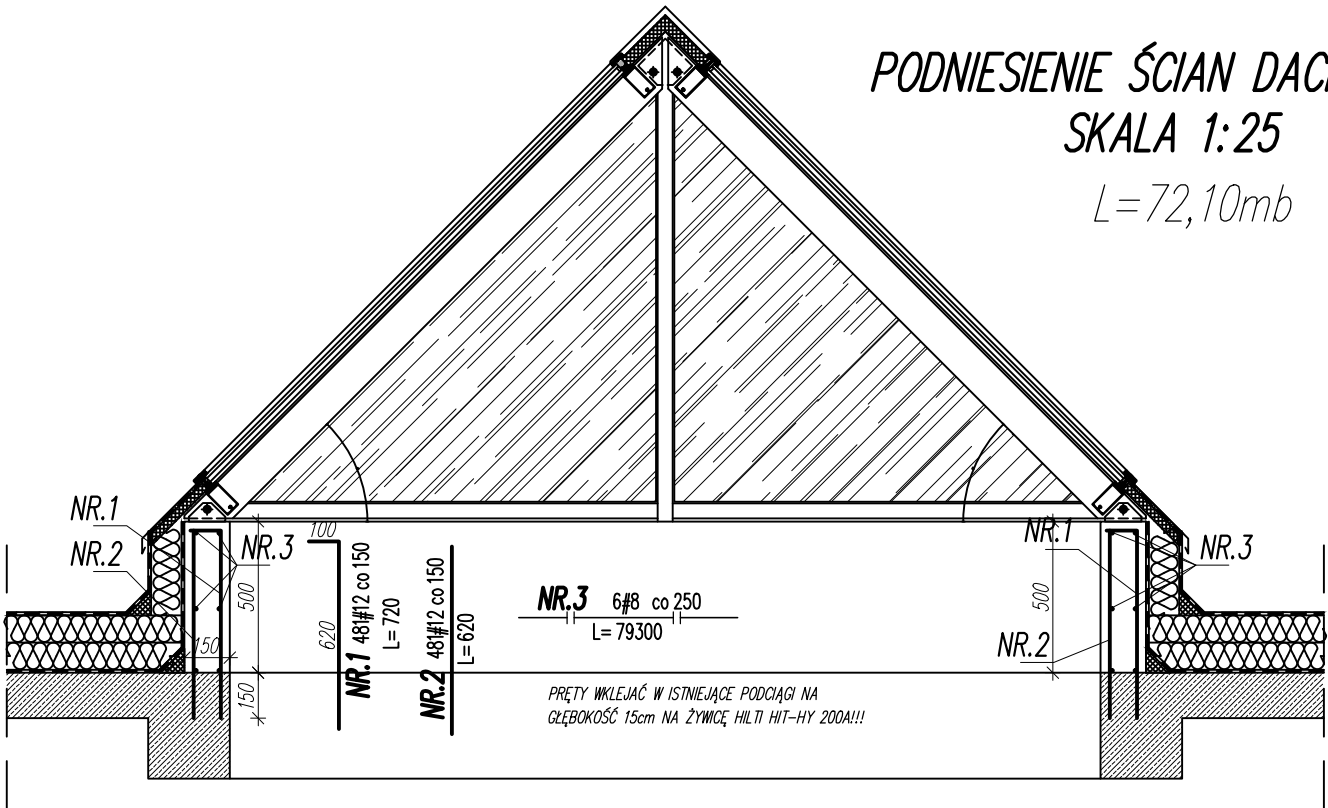 PODNIESIENIE ŚCIAN
SKALA 1:25
L=72,10mb
NR.1
NR.2
NR.3
500
150
150
100
620
NR.1 481#12 co 150
L= 720
NR.2 481#12 co 150
L= 620
NR.3 6#8 co 250
L= 79300
PRĘTY WKLEJAĆ W ISTNIEJĄCE PODCIĄGI NA
GŁĘBOKOŚĆ 15cm NA ŻYWICĘ HILTI HIT-HY 200A!!!
NR.1
NR.3
500
NR.2